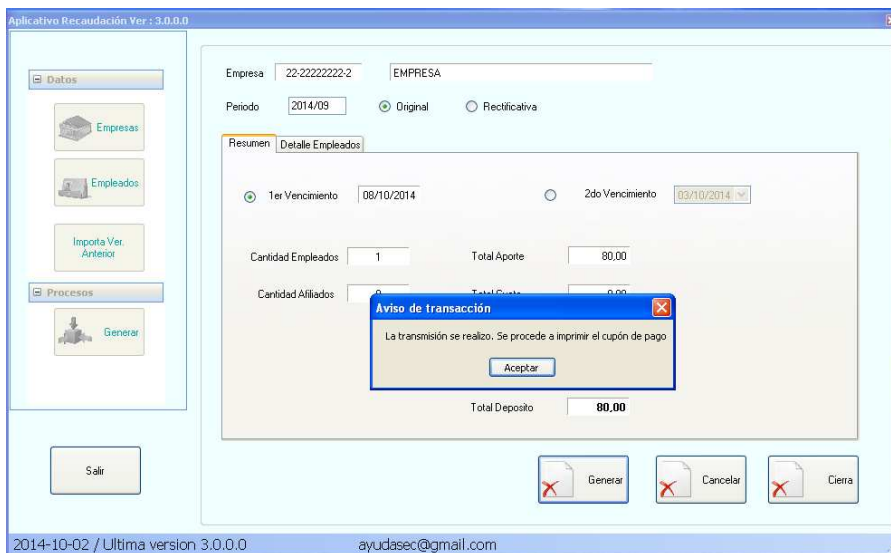 Aplicativo Recaudación Ver : 3.0.0.0
Datos
Empresas
Empleados
Importa Ver.
Anterior
Procesos
Generar
Salir
Empresa 22-22222222-2 EMPRESA
Periodo 2014/09 Original Rectificativa
Resumen Detalle Empleados
1er Vencimiento 08/10/2014 2do Vencimiento 03/10/2014
Cantidad Empleados 1 Total Aporte 80,00
Cantidad Afiliados
Aviso de transacción
La transmisión se realizo. Se procede a imprimir el cupón de pago
Aceptar
Total Deposito 80,00
Generar Cancelar Cierra
2014-10-02 / Ultima version 3.0.0.0 ayudasec@gmail.com